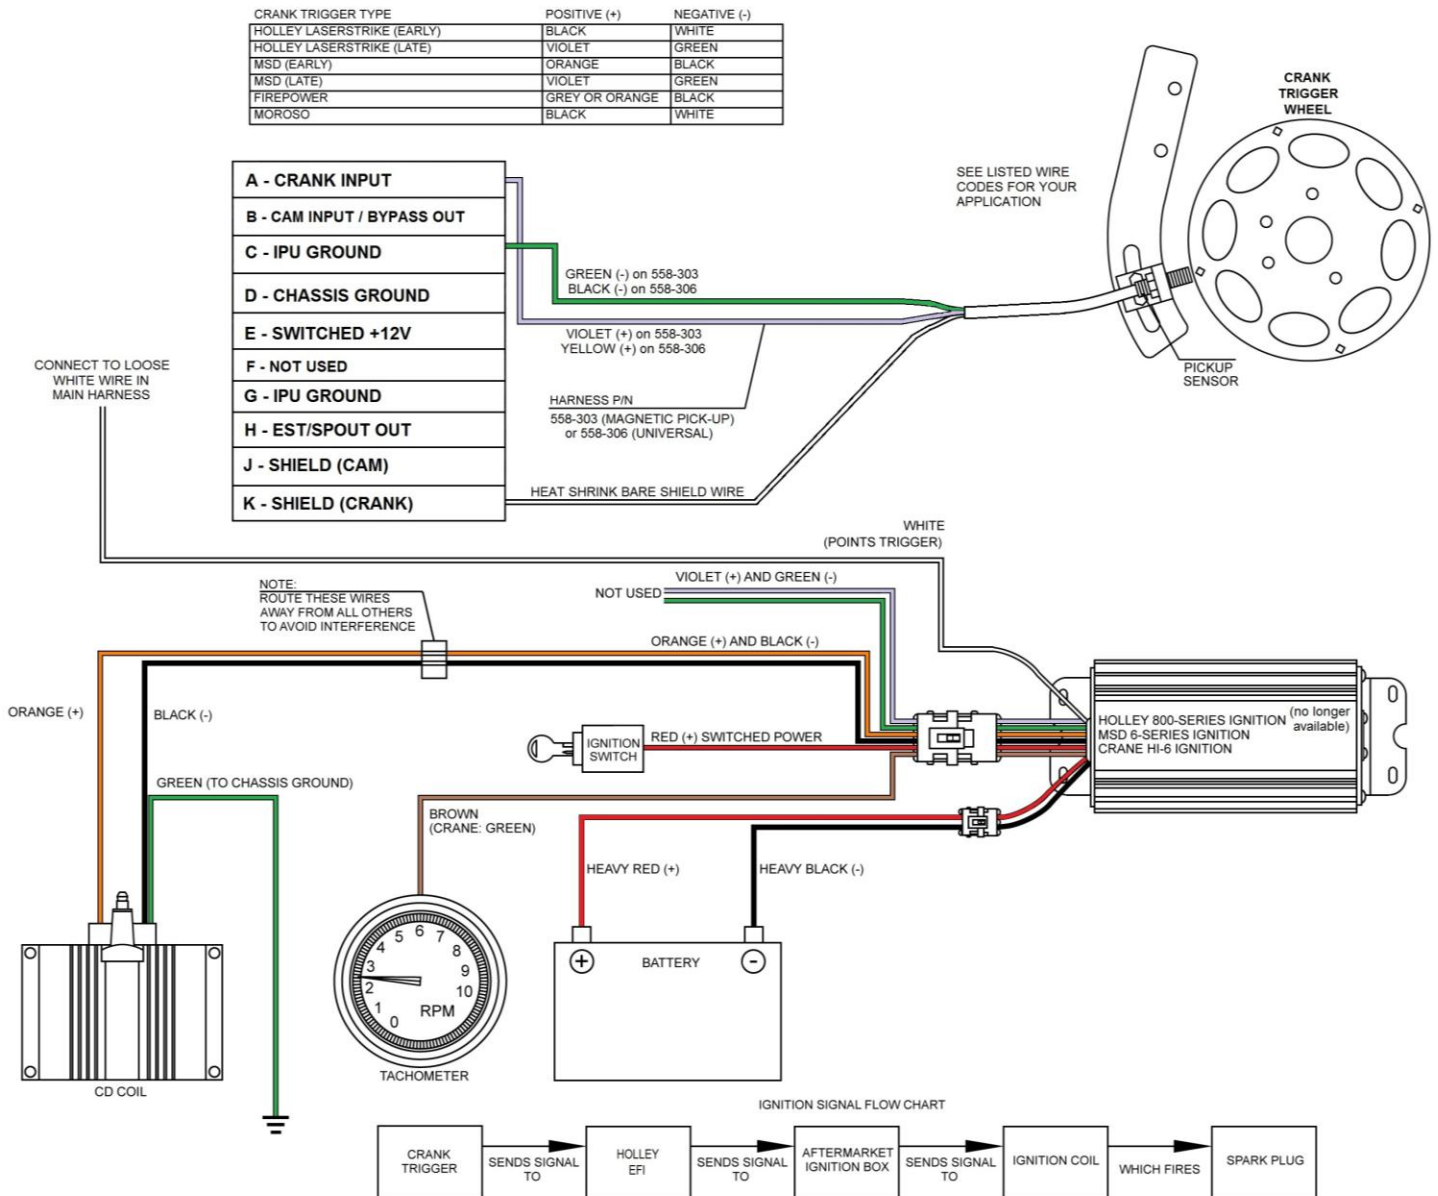 CRANK TRIGGER TYPE POSITIVE (+) NEGATIVE (-)
HOLLEY LASERSTRIKE (EARLY) BLACK WHITE
HOLLEY LASERSTRIKE (LATE) VIOLET GREEN
MSD (EARLY) ORANGE BLACK
MSD (LATE) VIOLET GREEN
FIREPOWER GREY OR ORANGE BLACK
MOROSO BLACK WHITE
CRANK
TRIGGER
WHEEL
SEE LISTED WIRE
CODES FOR YOUR
APPLICATION
A - CRANK INPUT
B - CAM INPUT / BYPASS OUT
C - IPU GROUND
D - CHASSIS GROUND
E - SWITCHED +12V
F - NOT USED
G - IPU GROUND
H - EST/SPOUT OUT
J - SHIELD (CAM)
K - SHIELD (CRANK)
GREEN (-) on 558-303
BLACK (-) on 558-306
VIOLET (+) on 558-303
YELLOW (+) on 558-306
PICKUP
SENSOR
HARNESS P/N
558-303 (MAGNETIC PICK-UP)
or 558-306 (UNIVERSAL)
CONNECT TO LOOSE
WHITE WIRE IN
MAIN HARNESS
HEAT SHRINK BARE SHIELD WIRE
WHITE
(POINTS TRIGGER)
NOTE:
ROUTE THESE WIRES
AWAY FROM ALL OTHERS
TO AVOID INTERFERENCE
VIOLET (+) AND GREEN (-)
NOT USED
ORANGE (+) AND BLACK (-)
ORANGE (+)
BLACK (-)
IGNITION
SWITCH
RED (+) SWITCHED POWER
HOLLEY 800-SERIES IGNITION (no longer
available)
MSD 6-SERIES IGNITION
CRANE HI-6 IGNITION
GREEN (TO CHASSIS GROUND)
BROWN
(CRANE: GREEN)
HEAVY RED (+)
HEAVY BLACK (-)
0
1
2
3
4
5
6
7
8
9
10
RPM
TACHOMETER
+
BATTERY
-
CD COIL
IGNITION SIGNAL FLOW CHART
CRANK
TRIGGER
SENDS SIGNAL
TO
HOLLEY
EFI
SENDS SIGNAL
TO
AFTERMARKET
IGNITION BOX
SENDS SIGNAL
TO
IGNITION COIL
WHICH FIRES
SPARK PLUG